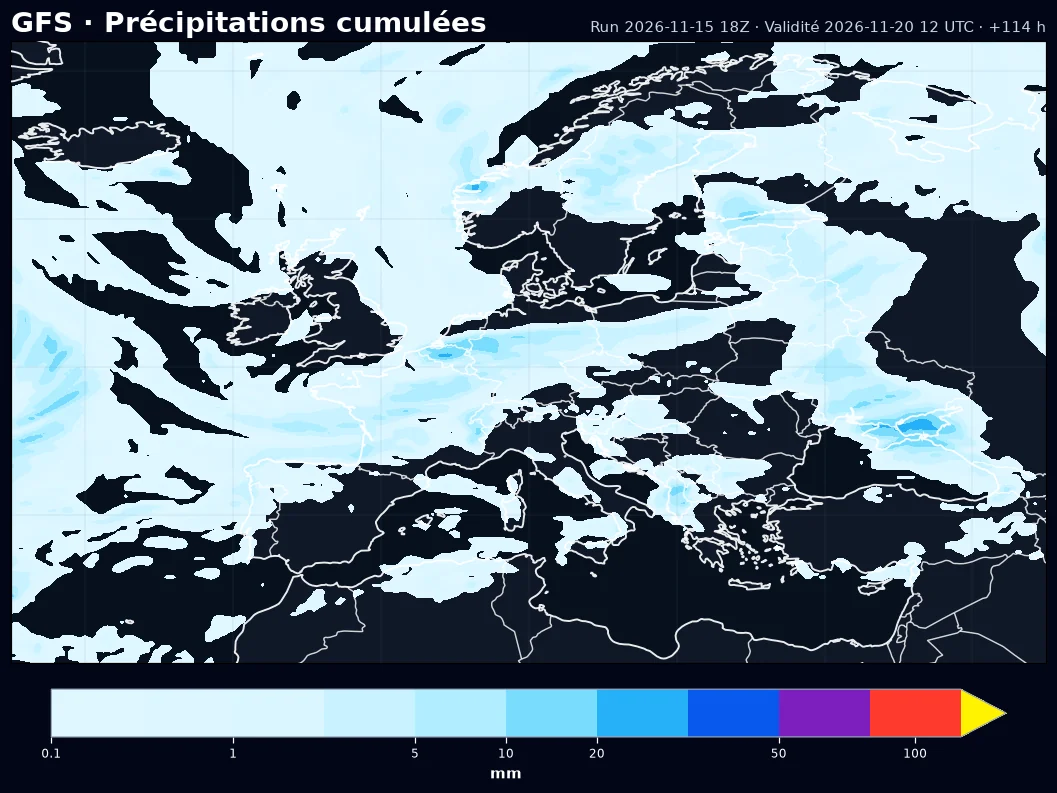 GFS · Précipitations cumulées
Run 2026-11-15 18Z · Validité 2026-11-20 12 UTC · +114 h
0.1 1 5 10 20 50 100
mm